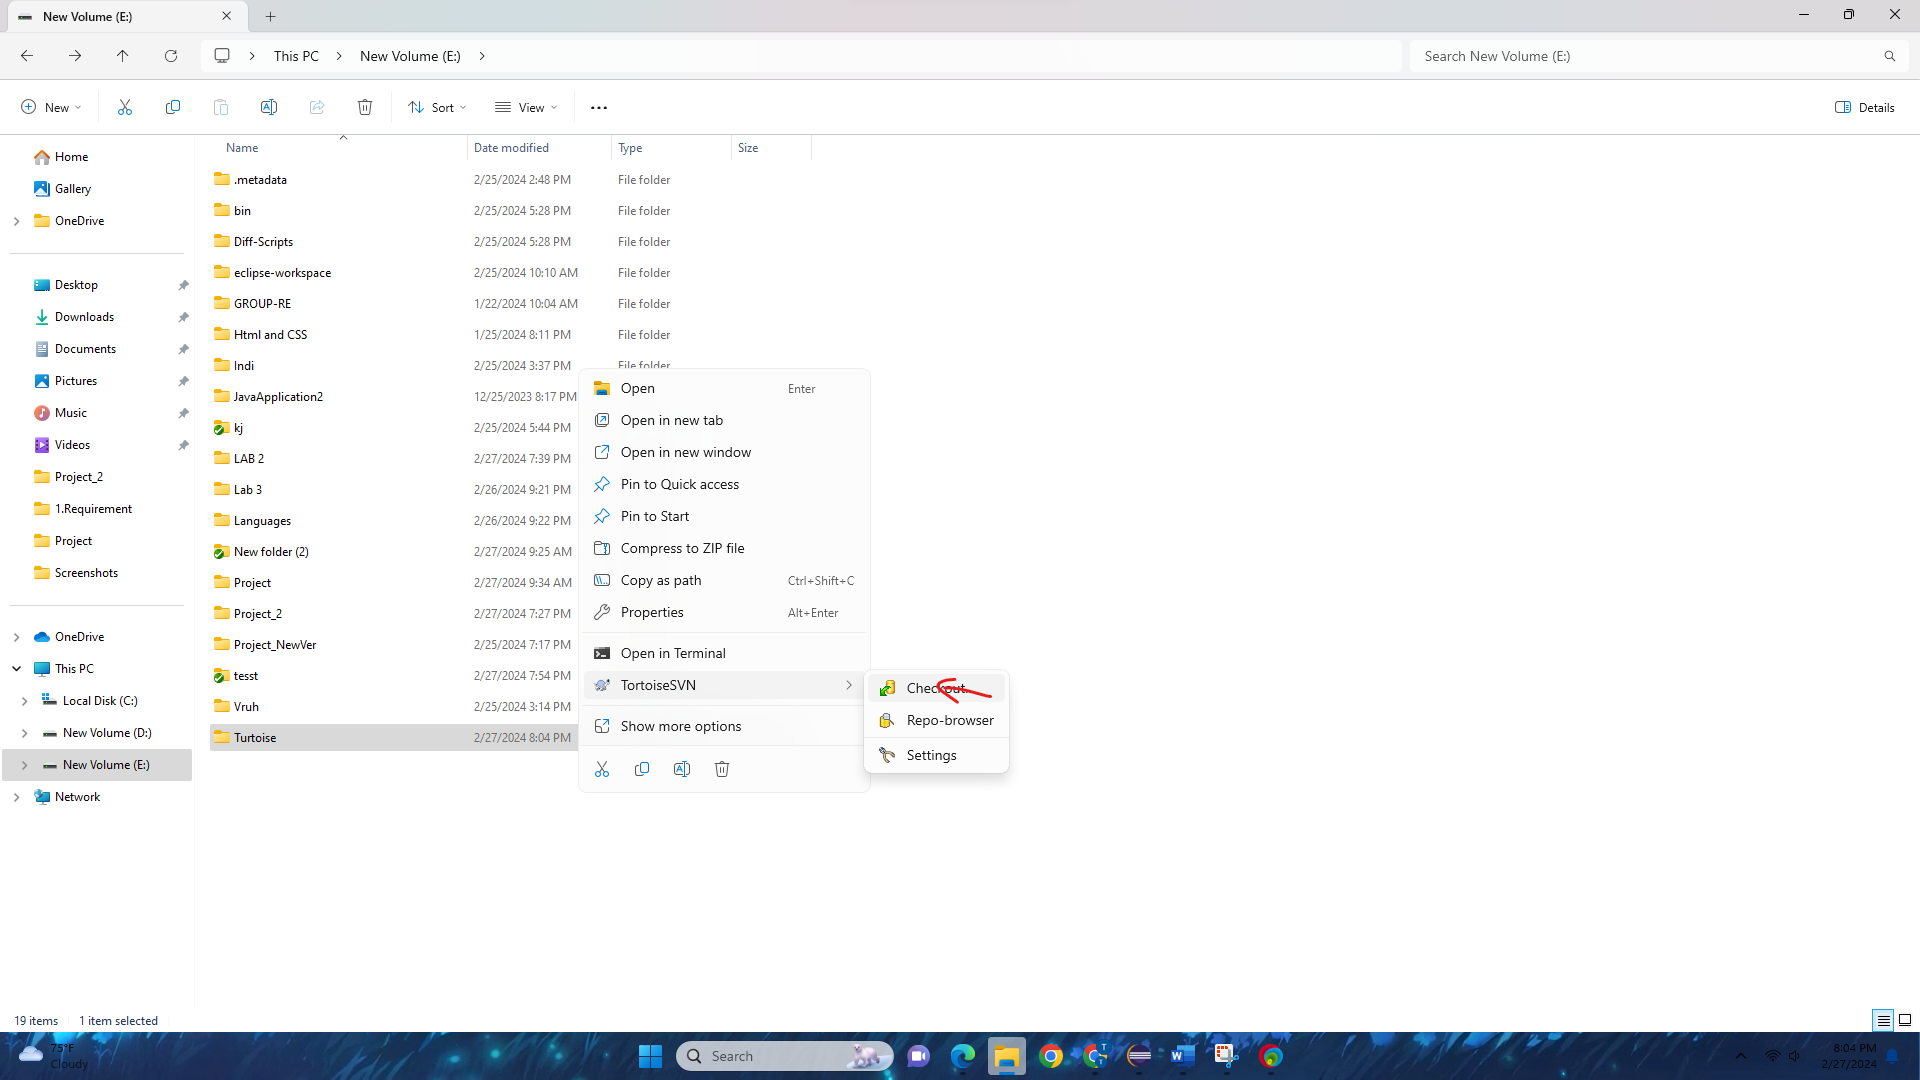 New Volume (E:)
This PC
New Volume (E:)
Search New Volume (E:)
New
Sort
View
Details
Name
Date modified
Type
Size
Home
Gallery
OneDrive
Desktop
Downloads
Documents
Pictures
Music
Videos
Project_2
1.Requirement
Project
Screenshots
OneDrive
This PC
Local Disk (C:)
New Volume (D:)
New Volume (E:)
Network
.metadata 2/25/2024 2:48 PM File folder
bin 2/25/2024 5:28 PM File folder
Diff-Scripts 2/25/2024 5:28 PM File folder
eclipse-workspace 2/25/2024 10:10 AM File folder
GROUP-RE 1/22/2024 10:04 AM File folder
Html and CSS 1/25/2024 8:11 PM File folder
Indi 2/25/2024 3:37 PM File folder
JavaApplication2 12/25/2023 8:17 PM
kj 2/25/2024 5:44 PM
LAB 2 2/27/2024 7:39 PM
Lab 3 2/26/2024 9:21 PM
Languages 2/26/2024 9:22 PM
New folder (2) 2/27/2024 9:25 AM
Project 2/27/2024 9:34 AM
Project_2 2/27/2024 7:27 PM
Project_NewVer 2/25/2024 7:17 PM
tesst 2/27/2024 7:54 PM
Vruh 2/25/2024 3:14 PM
Turtoise 2/27/2024 8:04 PM
Open Enter
Open in new tab
Open in new window
Pin to Quick access
Pin to Start
Compress to ZIP file
Copy as path Ctrl+Shift+C
Properties Alt+Enter
Open in Terminal
TortoiseSVN
Show more options
Checkout...
Repo-browser
Settings
19 items
1 item selected
75°F
Cloudy
Search
8:04 PM
2/27/2024